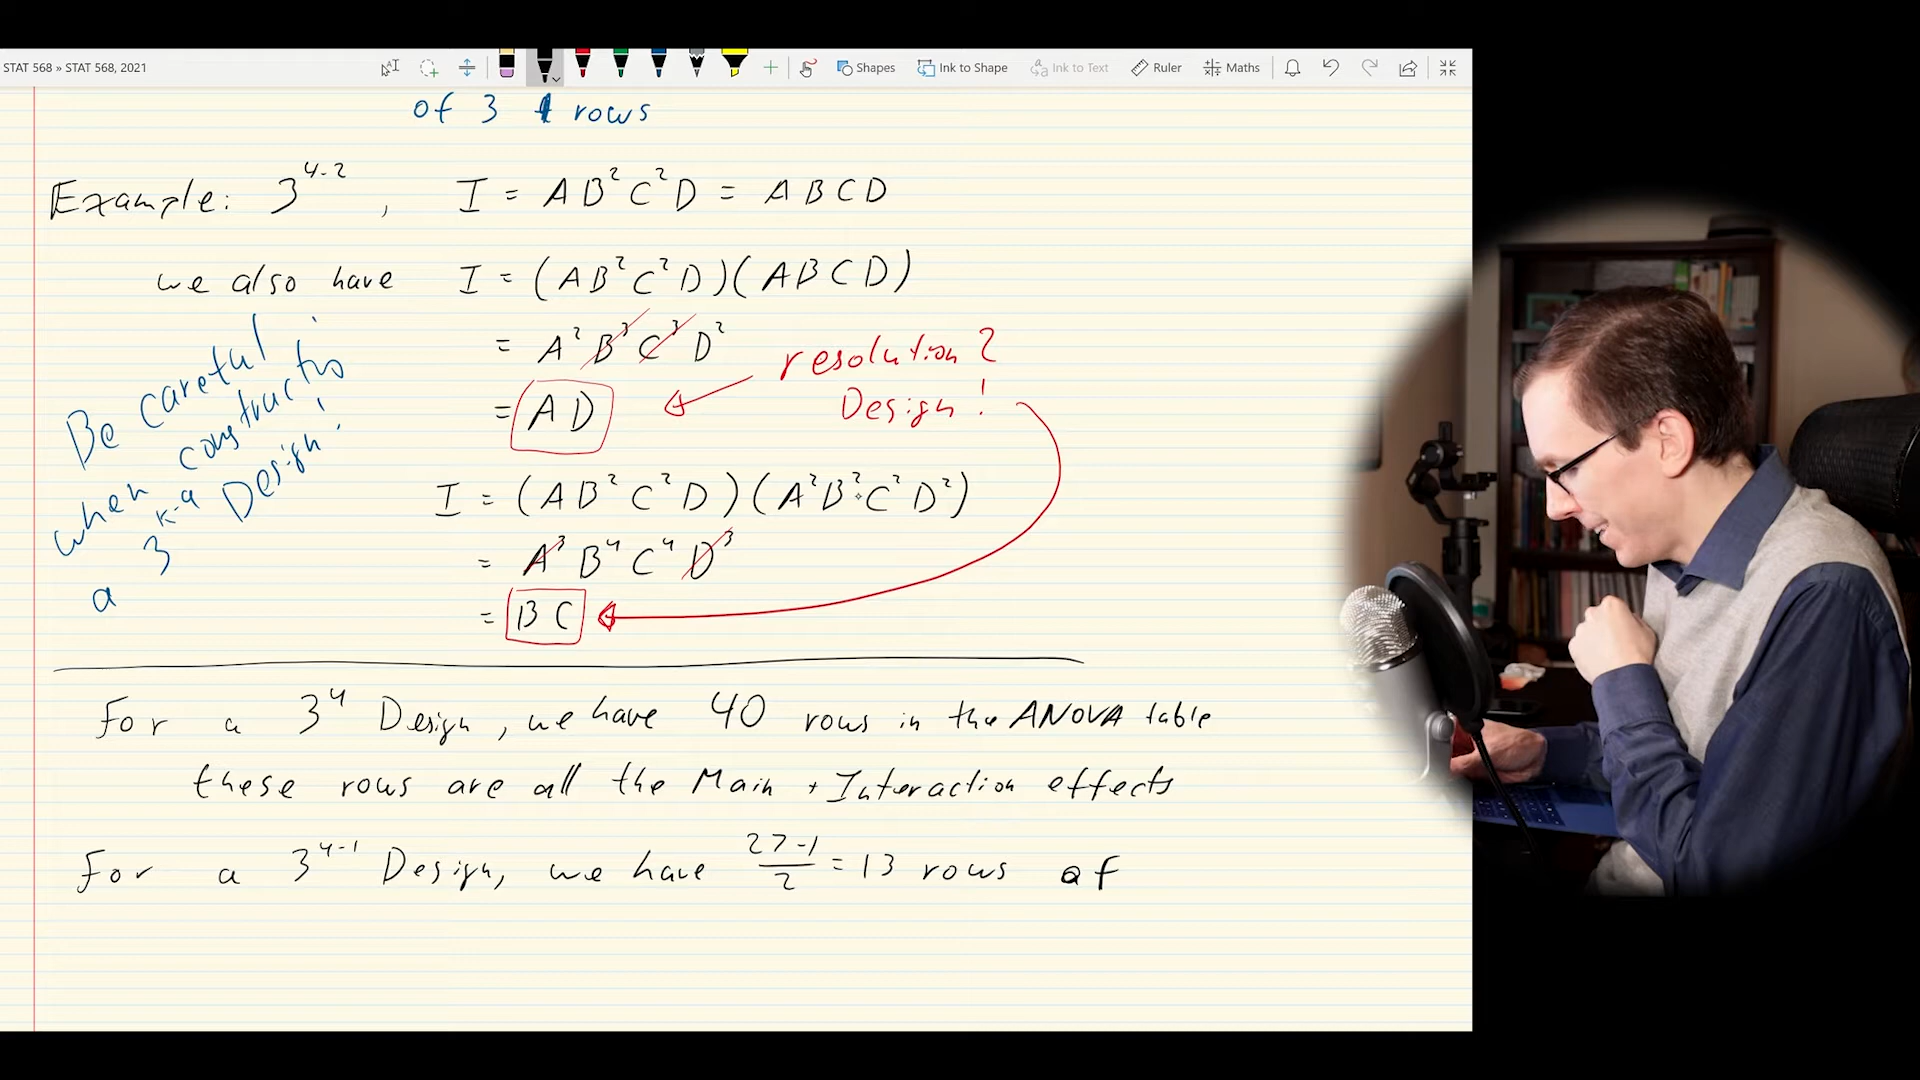 STAT 568 » STAT 568, 2021
Shapes
Ink to Shape
Ink to Text
Ruler
Maths
of 3 rows
Example: 3^{4-2}, I = AB²C²D = ABCD
we also have I = (AB²C²D)(ABCD)
= A²B³C³D²
= AD
resolution 2
Design!
I = (AB²C²D)(A²B²C²D²)
= A³B⁴C⁴D³
= BC
Be careful
when constructing
a 3^{k-q} Design!
For a 3⁴ Design, we have 40 rows in the ANOVA table
these rows are all the Main + Interaction effects
For a 3^{4-1} Design, we have \frac{27-1}{2} = 13 rows of